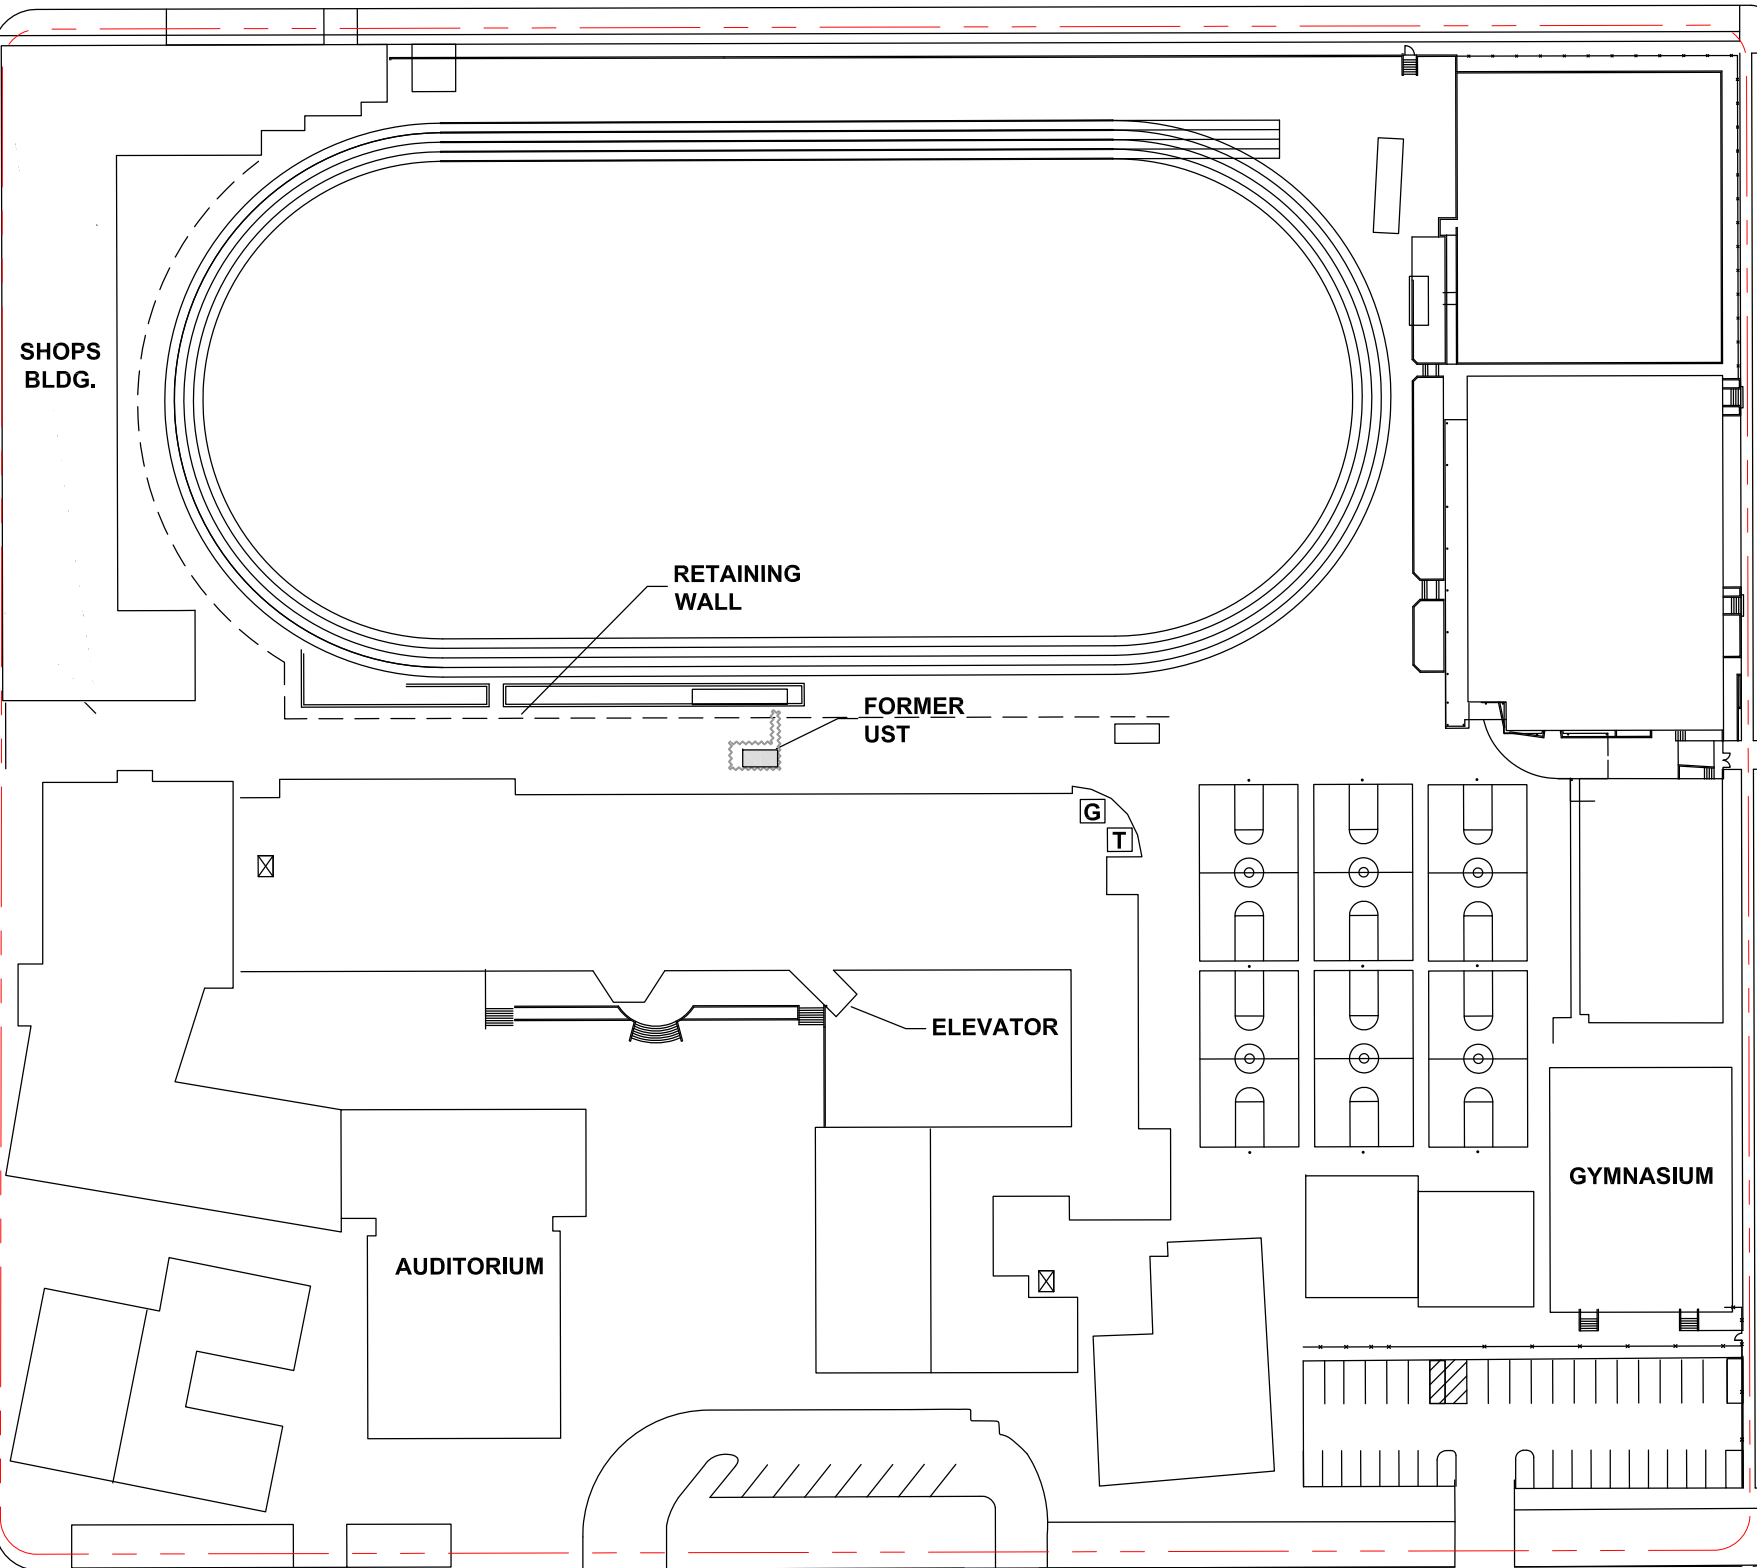 SHOPS
BLDG.
RETAINING
WALL
FORMER
UST
G
T
ELEVATOR
GYMNASIUM
AUDITORIUM